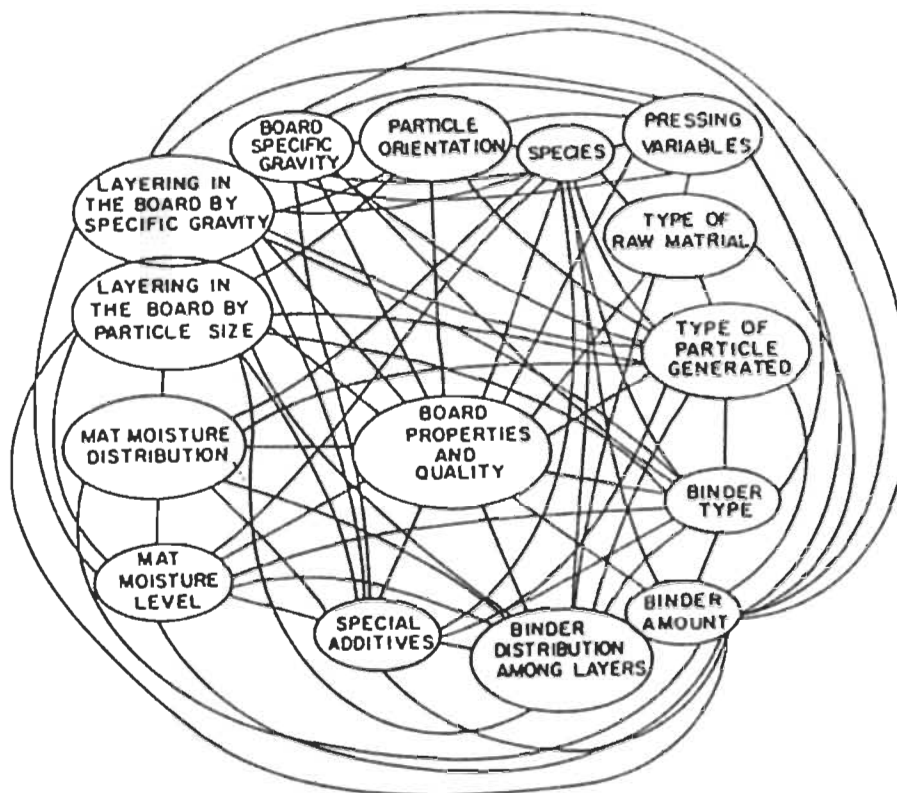 BOARD
SPECIFIC
GRAVITY
PARTICLE
ORIENTATION
SPECIES
PRESSING
VARIABLES
LAYERING IN
THE BOARD BY
SPECIFIC GRAVITY
TYPE OF
RAW MATRIAL
LAYERING IN
THE BOARD BY
PARTICLE SIZE
TYPE OF
PARTICLE
GENERATED
MAT MOISTURE
DISTRIBUTION
BOARD
PROPERTIES
AND
QUALITY
BINDER
TYPE
MAT
MOISTURE
LEVEL
SPECIAL
ADDITIVES
BINDER
DISTRIBUTION
AMONG LAYERS
BINDER
AMOUNT